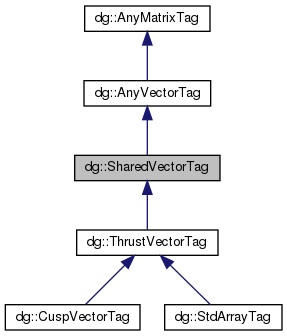 dg::AnyMatrixTag
dg::AnyVectorTag
dg::SharedVectorTag
dg::ThrustVectorTag
dg::CuspVectorTag
dg::StdArrayTag